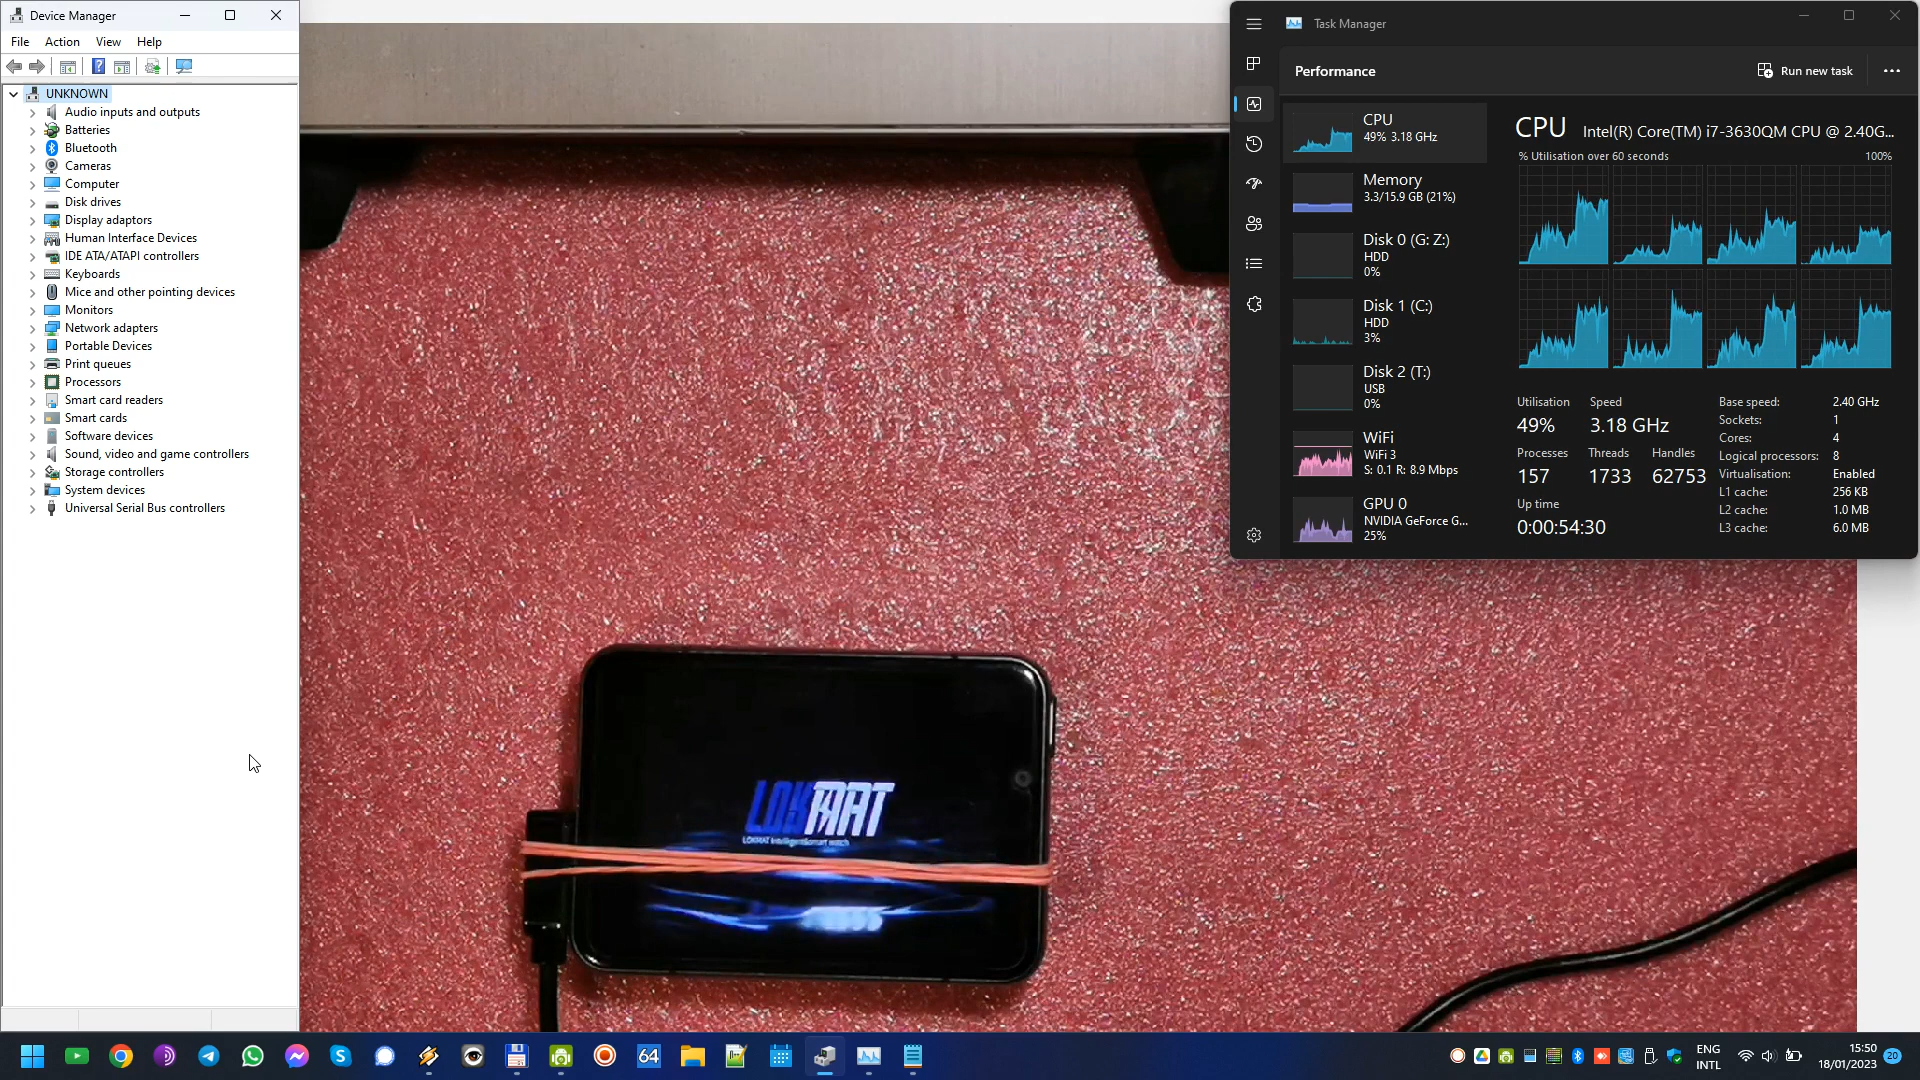 Device Manager
File Action View Help
UNKNOWN
Audio inputs and outputs
Batteries
Bluetooth
Cameras
Computer
Disk drives
Display adaptors
Human Interface Devices
IDE ATA/ATAPI controllers
Keyboards
Mice and other pointing devices
Monitors
Network adapters
Portable Devices
Print queues
Processors
Smart card readers
Smart cards
Software devices
Sound, video and game controllers
Storage controllers
System devices
Universal Serial Bus controllers
LOKMAT
Task Manager
Performance
Run new task
CPU
49% 3.18 GHz
Memory
3.3/15.9 GB (21%)
Disk 0 (G: Z:)
HDD
0%
Disk 1 (C:)
HDD
3%
Disk 2 (T:)
USB
0%
WiFi
WiFi 3
S: 0.1 R: 8.9 Mbps
GPU 0
NVIDIA GeForce G...
25%
CPU Intel(R) Core(TM) i7-3630QM CPU @ 2.40G...
% Utilisation over 60 seconds 100%
Utilisation Speed
49% 3.18 GHz
Processes Threads Handles
157 1733 62753
Up time
0:00:54:30
Base speed: 2.40 GHz
Sockets: 1
Cores: 4
Logical processors: 8
Virtualisation: Enabled
L1 cache: 256 KB
L2 cache: 1.0 MB
L3 cache: 6.0 MB
64
ENG
INTL
15:50
18/01/2023
20